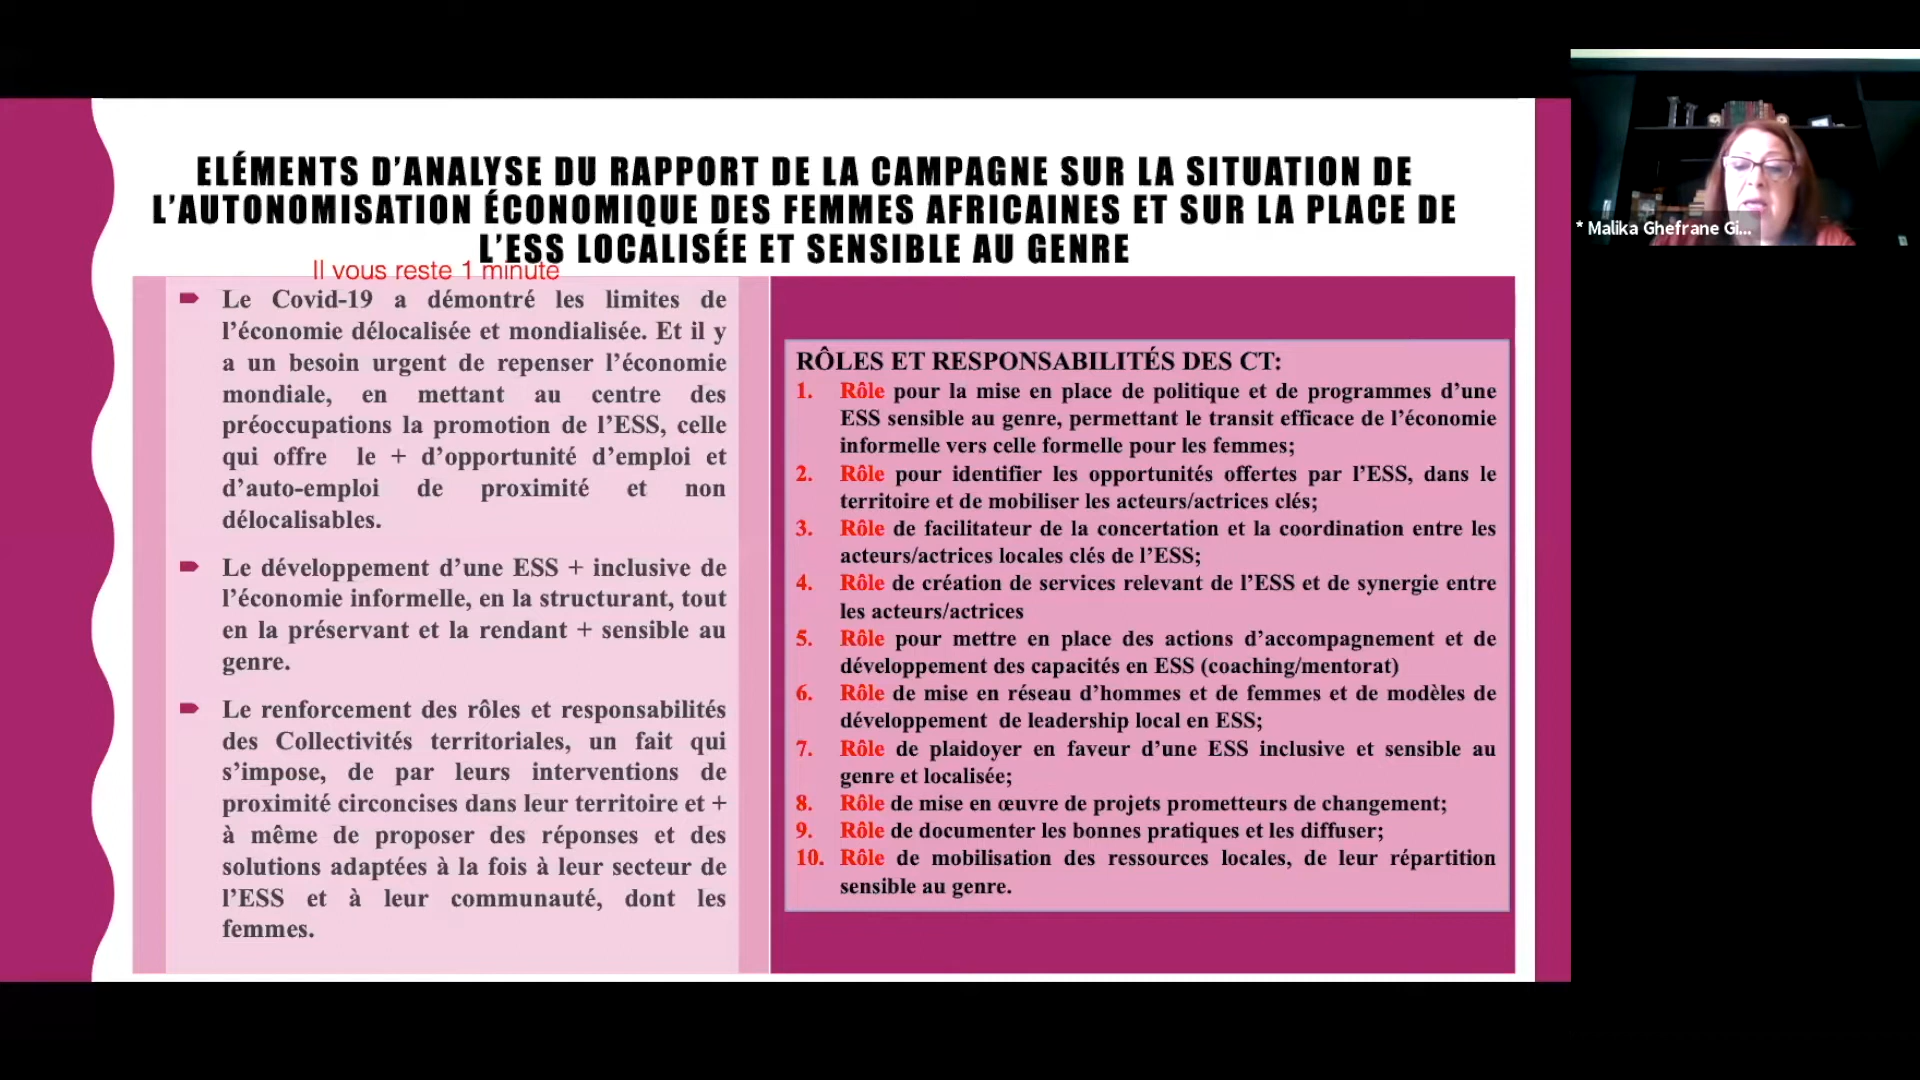 ELÉMENTS D’ANALYSE DU RAPPORT DE LA CAMPAGNE SUR LA SITUATION DE
L’AUTONOMISATION ÉCONOMIQUE DES FEMMES AFRICAINES ET SUR LA PLACE DE
L’ESS LOCALISÉE ET SENSIBLE AU GENRE
Il vous reste 1 minute
Le Covid-19 a démontré les limites de
l’économie délocalisée et mondialisée. Et il y
a un besoin urgent de repenser l’économie
mondiale, en mettant au centre des
préoccupations la promotion de l’ESS, celle
qui offre le + d’opportunité d’emploi et
d’auto-emploi de proximité et non
délocalisables.
Le développement d’une ESS + inclusive de
l’économie informelle, en la structurant, tout
en la préservant et la rendant + sensible au
genre.
Le renforcement des rôles et responsabilités
des Collectivités territoriales, un fait qui
s’impose, de par leurs interventions de
proximité circoncises dans leur territoire et +
à même de proposer des réponses et des
solutions adaptées à la fois à leur secteur de
l’ESS et à leur communauté, dont les
femmes.
RÔLES ET RESPONSABILITÉS DES CT:
1. Rôle pour la mise en place de politique et de programmes d’une
ESS sensible au genre, permettant le transit efficace de l’économie
informelle vers celle formelle pour les femmes;
2. Rôle pour identifier les opportunités offertes par l’ESS, dans le
territoire et de mobiliser les acteurs/actrices clés;
3. Rôle de facilitateur de la concertation et la coordination entre les
acteurs/actrices locales clés de l’ESS;
4. Rôle de création de services relevant de l’ESS et de synergie entre
les acteurs/actrices
5. Rôle pour mettre en place des actions d’accompagnement et de
développement des capacités en ESS (coaching/mentorat)
6. Rôle de mise en réseau d’hommes et de femmes et de modèles de
développement de leadership local en ESS;
7. Rôle de plaidoyer en faveur d’une ESS inclusive et sensible au
genre et localisée;
8. Rôle de mise en œuvre de projets prometteurs de changement;
9. Rôle de documenter les bonnes pratiques et les diffuser;
10. Rôle de mobilisation des ressources locales, de leur répartition
sensible au genre.
* Malika Ghefrane Gi...